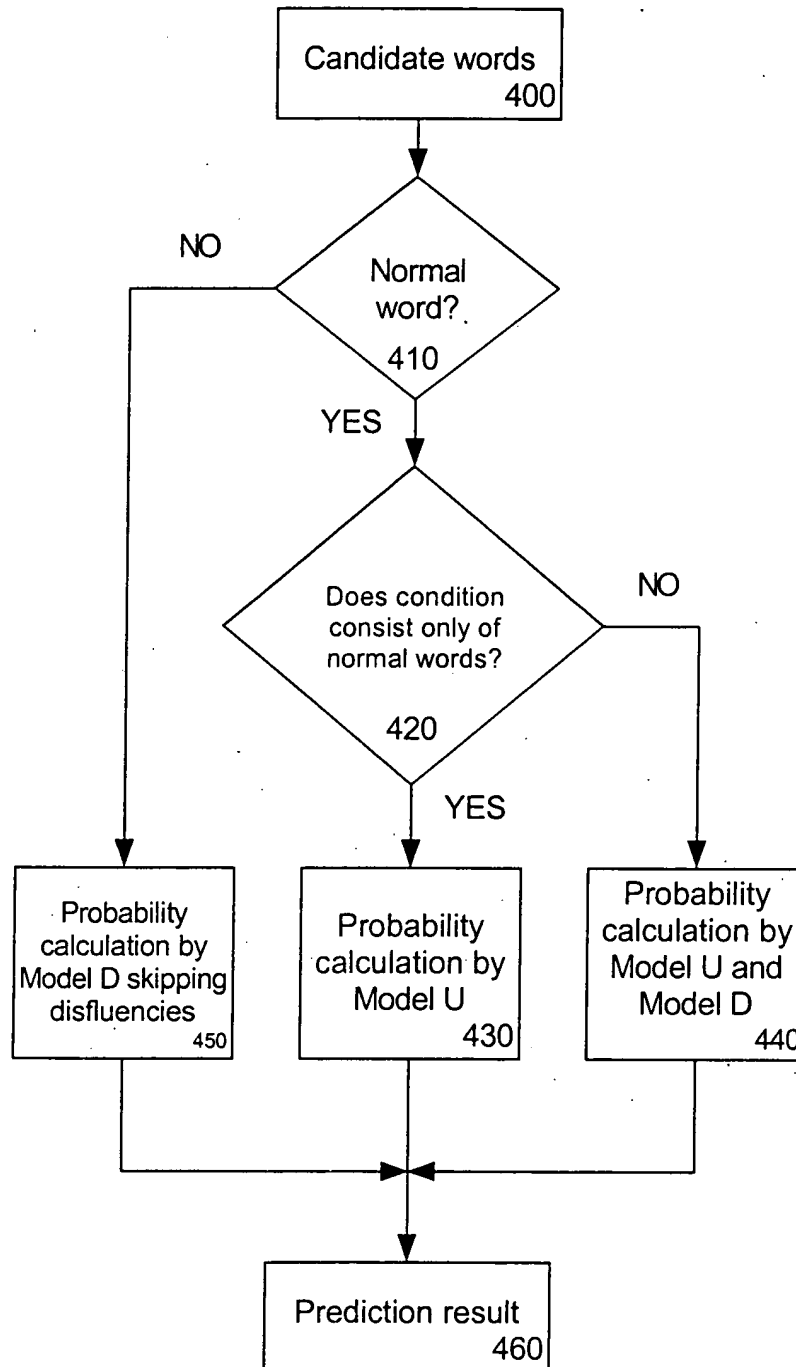 Candidate words
400
NO
Normal
word?
410
YES
Does condition
consist only of
normal words?
420
NO
YES
Probability
calculation by
Model D skipping
disfluencies
450
Probability
calculation by
Model U
430
Probability
calculation by
Model U and
Model D
440
Prediction result
460